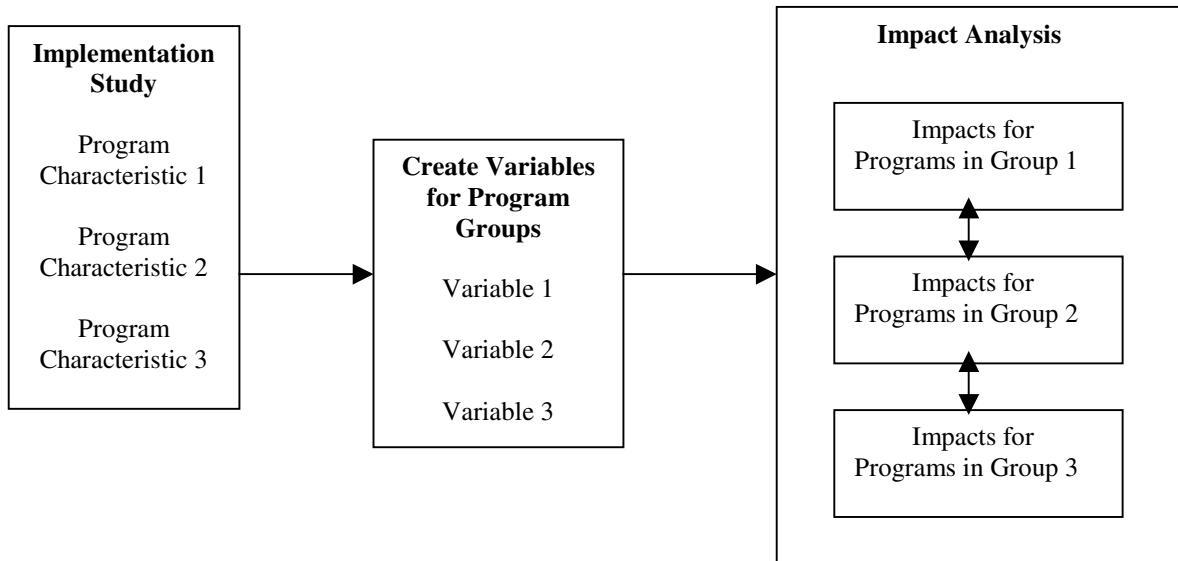 Implementation
Study
Program
Characteristic 1
Program
Characteristic 2
Program
Characteristic 3
Create Variables
for Program
Groups
Variable 1
Variable 2
Variable 3
Impact Analysis
Impacts for
Programs in Group 1
Impacts for
Programs in Group 2
Impacts for
Programs in Group 3